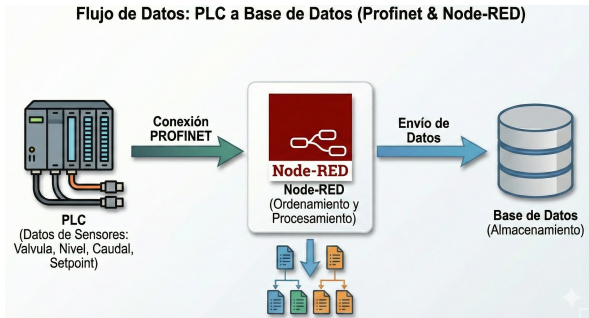 Flujo de Datos: PLC a Base de Datos (Profinet & Node-RED)
Conexión
PROFINET
Envío de
Datos
Node-RED
Node-RED
(Ordenamiento y
Procesamiento)
PLC
(Datos de Sensores:
Valvula, Nivel, Caudal,
Setpoint)
Base de Datos
(Almacenamiento)